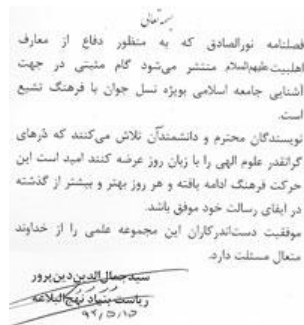 بسمه تعالی
فصلنامه نورالصادق که به منظور دفاع از معارف
اهلبیت علیهم‌السلام منتشر می‌شود گام مثبتی در جهت
آشنایی جامعه اسلامی بویژه نسل جوان با فرهنگ تشیع
است.
نویسندگان محترم و دانشمندآن تلاش می‌کنند که دُرهای
گرانقدر علوم الهی را با زبان روز عرضه کنند امید است این
حرکت فرهنگ ادامه یافته و هر روز بهتر و بیشتر از گذشته
در ایفای رسالت خود موفق باشد.
موفقیت دست‌اندرکاران این مجموعه علمی را از خداوند
متعال مسئلت دارد.
سیدجمال‌الدین‌دین‌پرور
ریاست بنیاد نهج‌البلاغه
۹۲/۵/۱۵